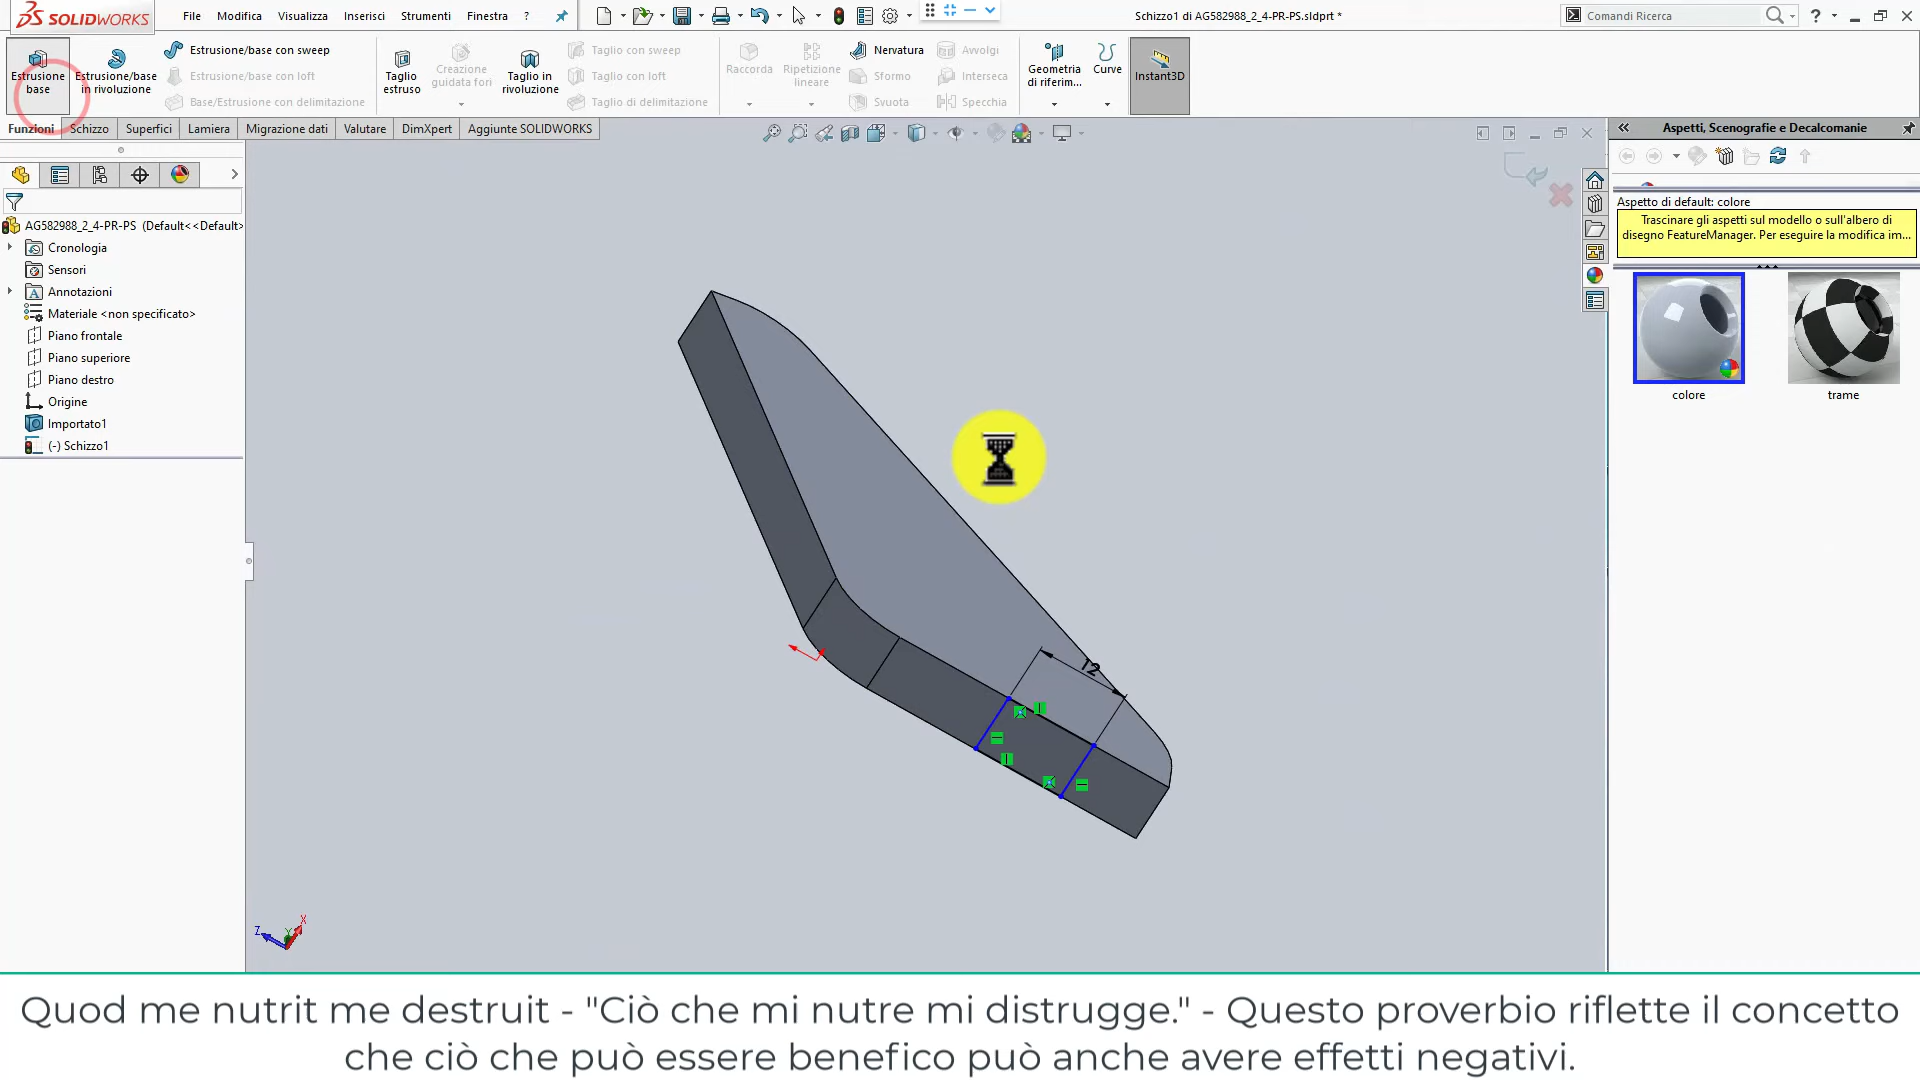 SOLIDWORKS
File Modifica Visualizza Inserisci Strumenti Finestra ?
Schizzo1 di AG582988_2_4-PR-PS.sldprt *
Comandi Ricerca
?
Estrusione base
Estrusione/base in rivoluzione
Estrusione/base con sweep
Estrusione/base con loft
Base/Estrusione con delimitazione
Taglio estruso
Creazione guidata fori
Taglio in rivoluzione
Taglio con sweep
Taglio con loft
Taglio di delimitazione
Raccorda
Ripetizione lineare
Nervatura
Sformo
Svuota
Avvolgi
Interseca
Specchia
Geometria di riferim...
Curve
Instant3D
Funzioni Schizzo Superfici Lamiera Migrazione dati Valutare DimXpert Aggiunte SOLIDWORKS
AG582988_2_4-PR-PS (Default<<Default>
Cronologia
Sensori
Annotazioni
Materiale <non specificato>
Piano frontale
Piano superiore
Piano destro
Origine
Importato1
(-) Schizzo1
12
Z
Y
X
Aspetti, Scenografie e Decalcomanie
Aspetto di default: colore
Trascinare gli aspetti sul modello o sull'albero di
disegno FeatureManager. Per eseguire la modifica im...
colore
trame
Quod me nutrit me destruit - "Ciò che mi nutre mi distrugge." - Questo proverbio riflette il concetto
che ciò che può essere benefico può anche avere effetti negativi.